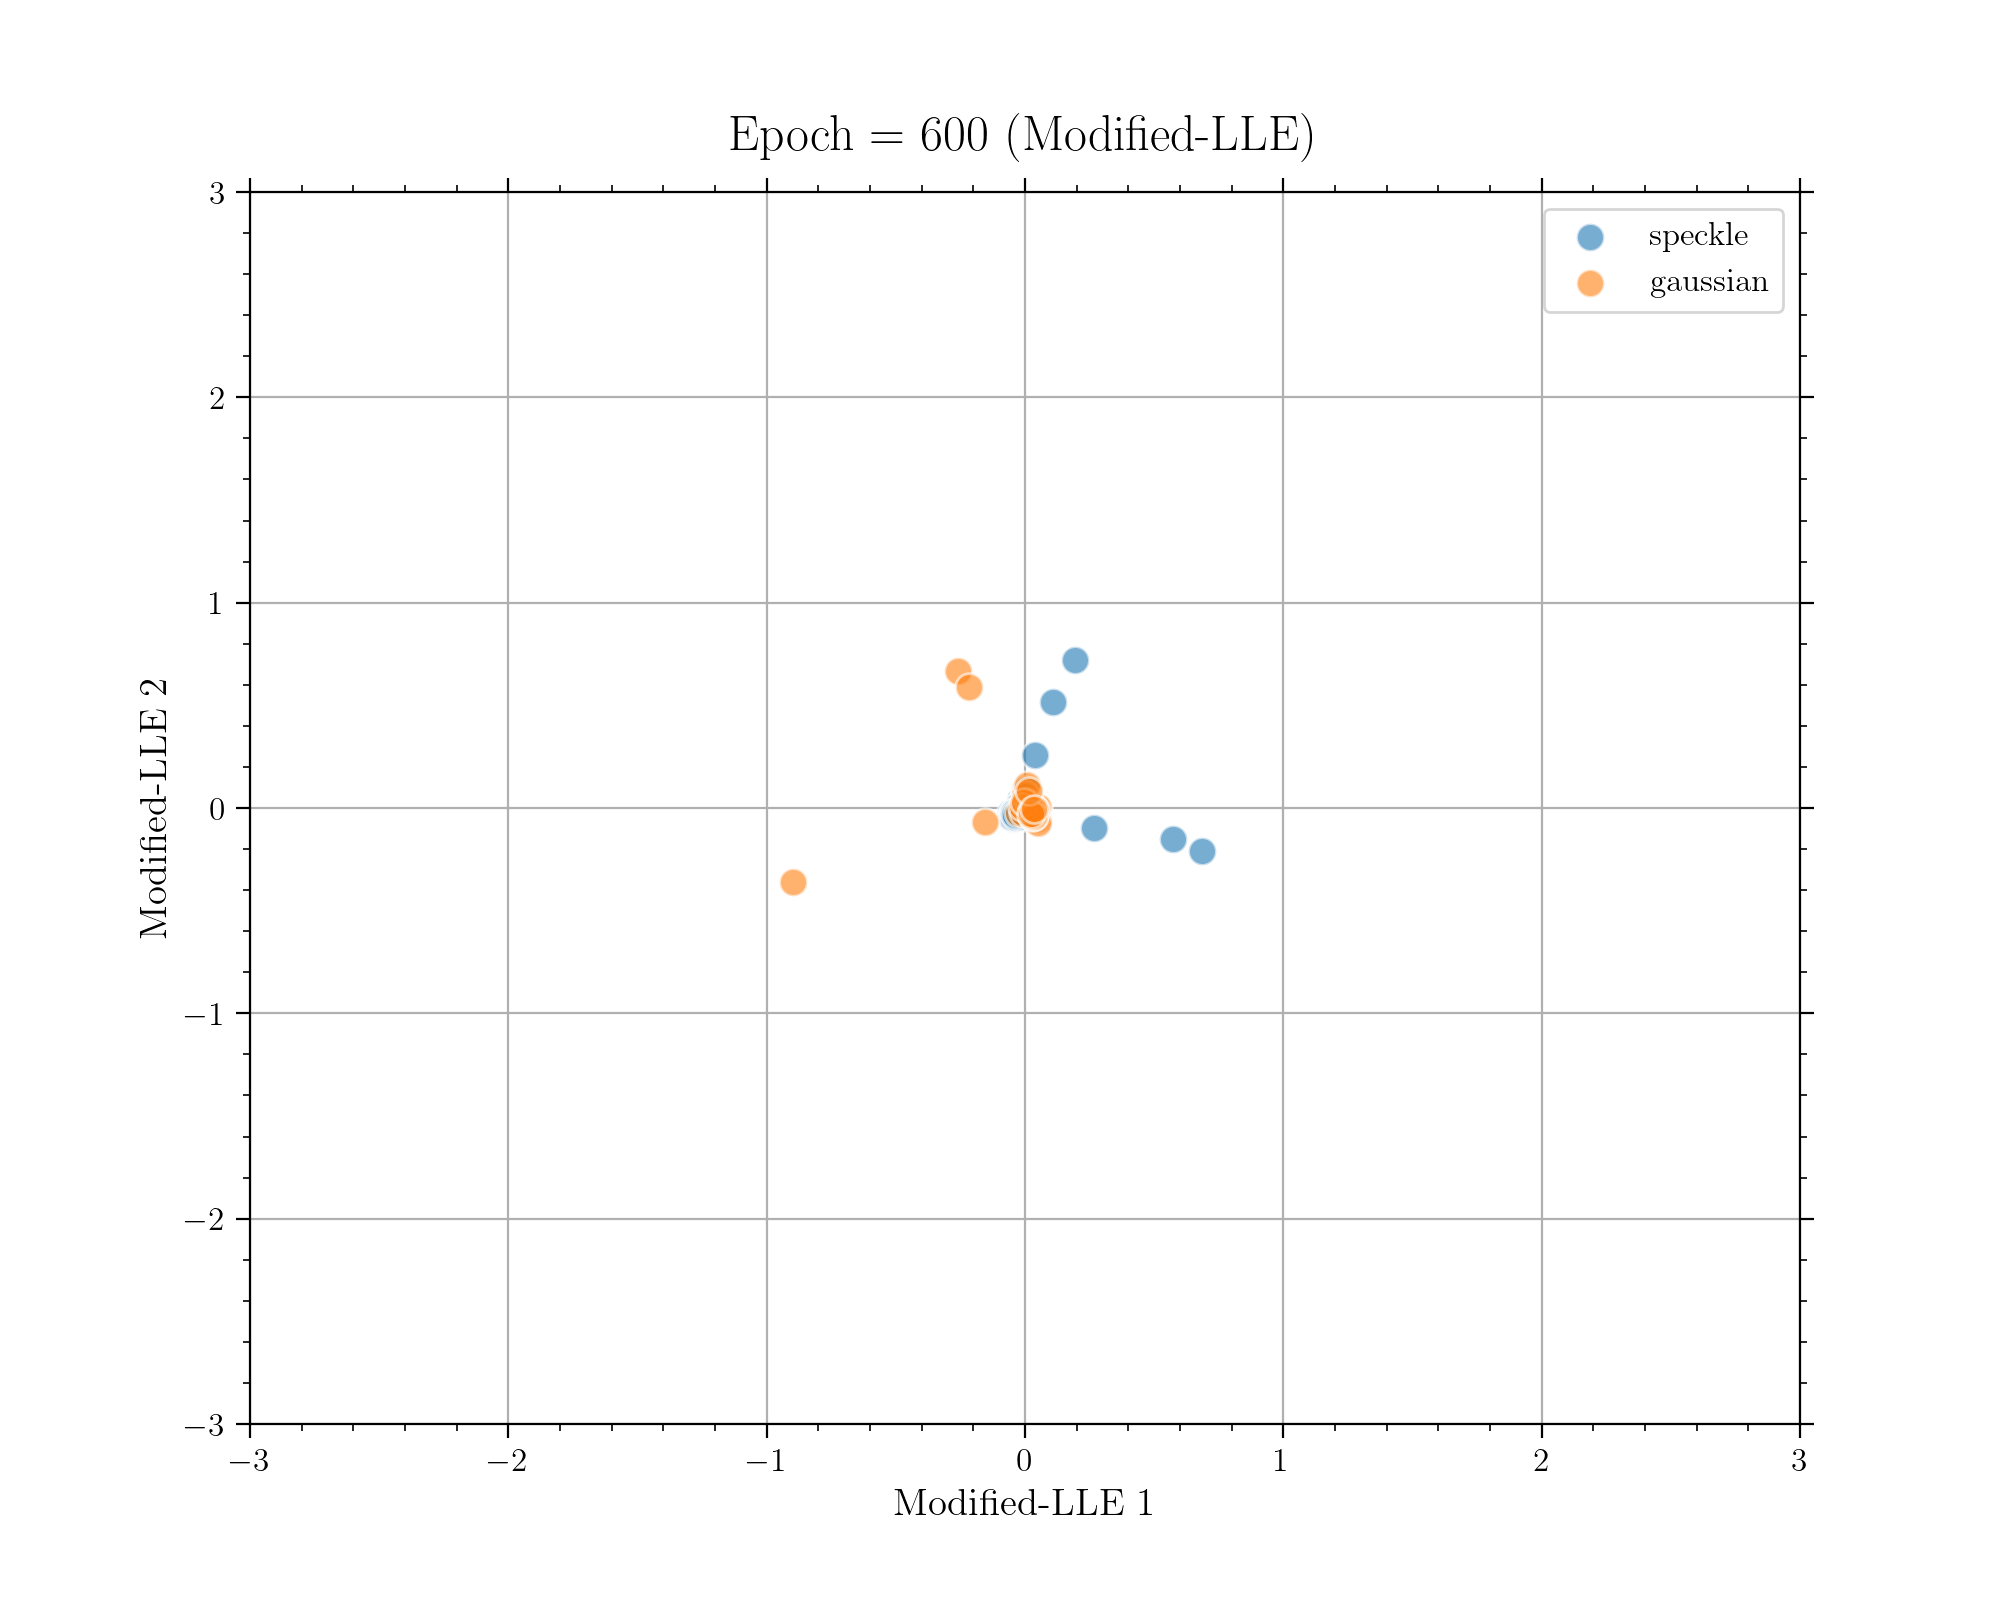 Epoch = 600 (Modified-LLE)
speckle
gaussian
3
2
1
0
−1
−2
−3
Modified-LLE 2
−3 −2 −1 0 1 2 3
Modified-LLE 1